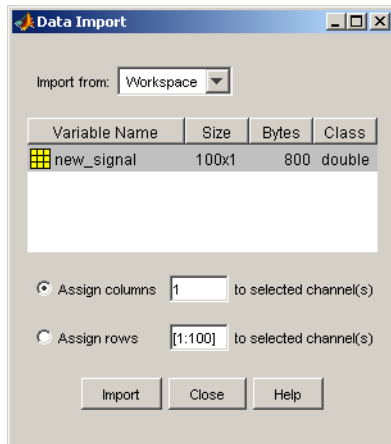 Data Import
Import from: Workspace
Variable Name Size Bytes Class
new_signal 100x1 800 double
Assign columns 1 to selected channel(s)
Assign rows [1:100] to selected channel(s)
Import Close Help